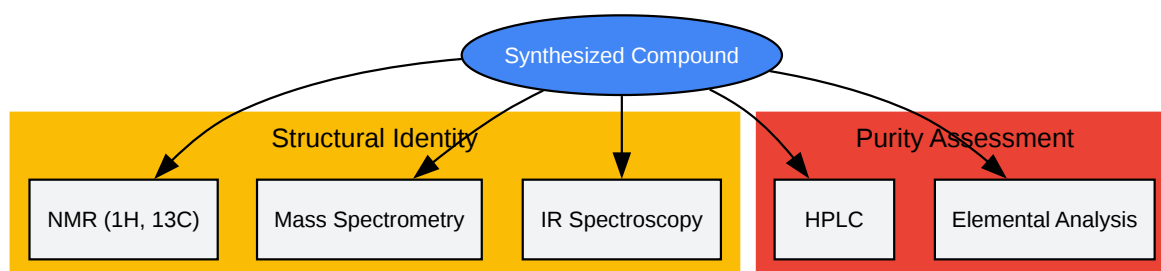 Synthesized Compound
Structural Identity
Purity Assessment
NMR (1H, 13C)
Mass Spectrometry
IR Spectroscopy
HPLC
Elemental Analysis